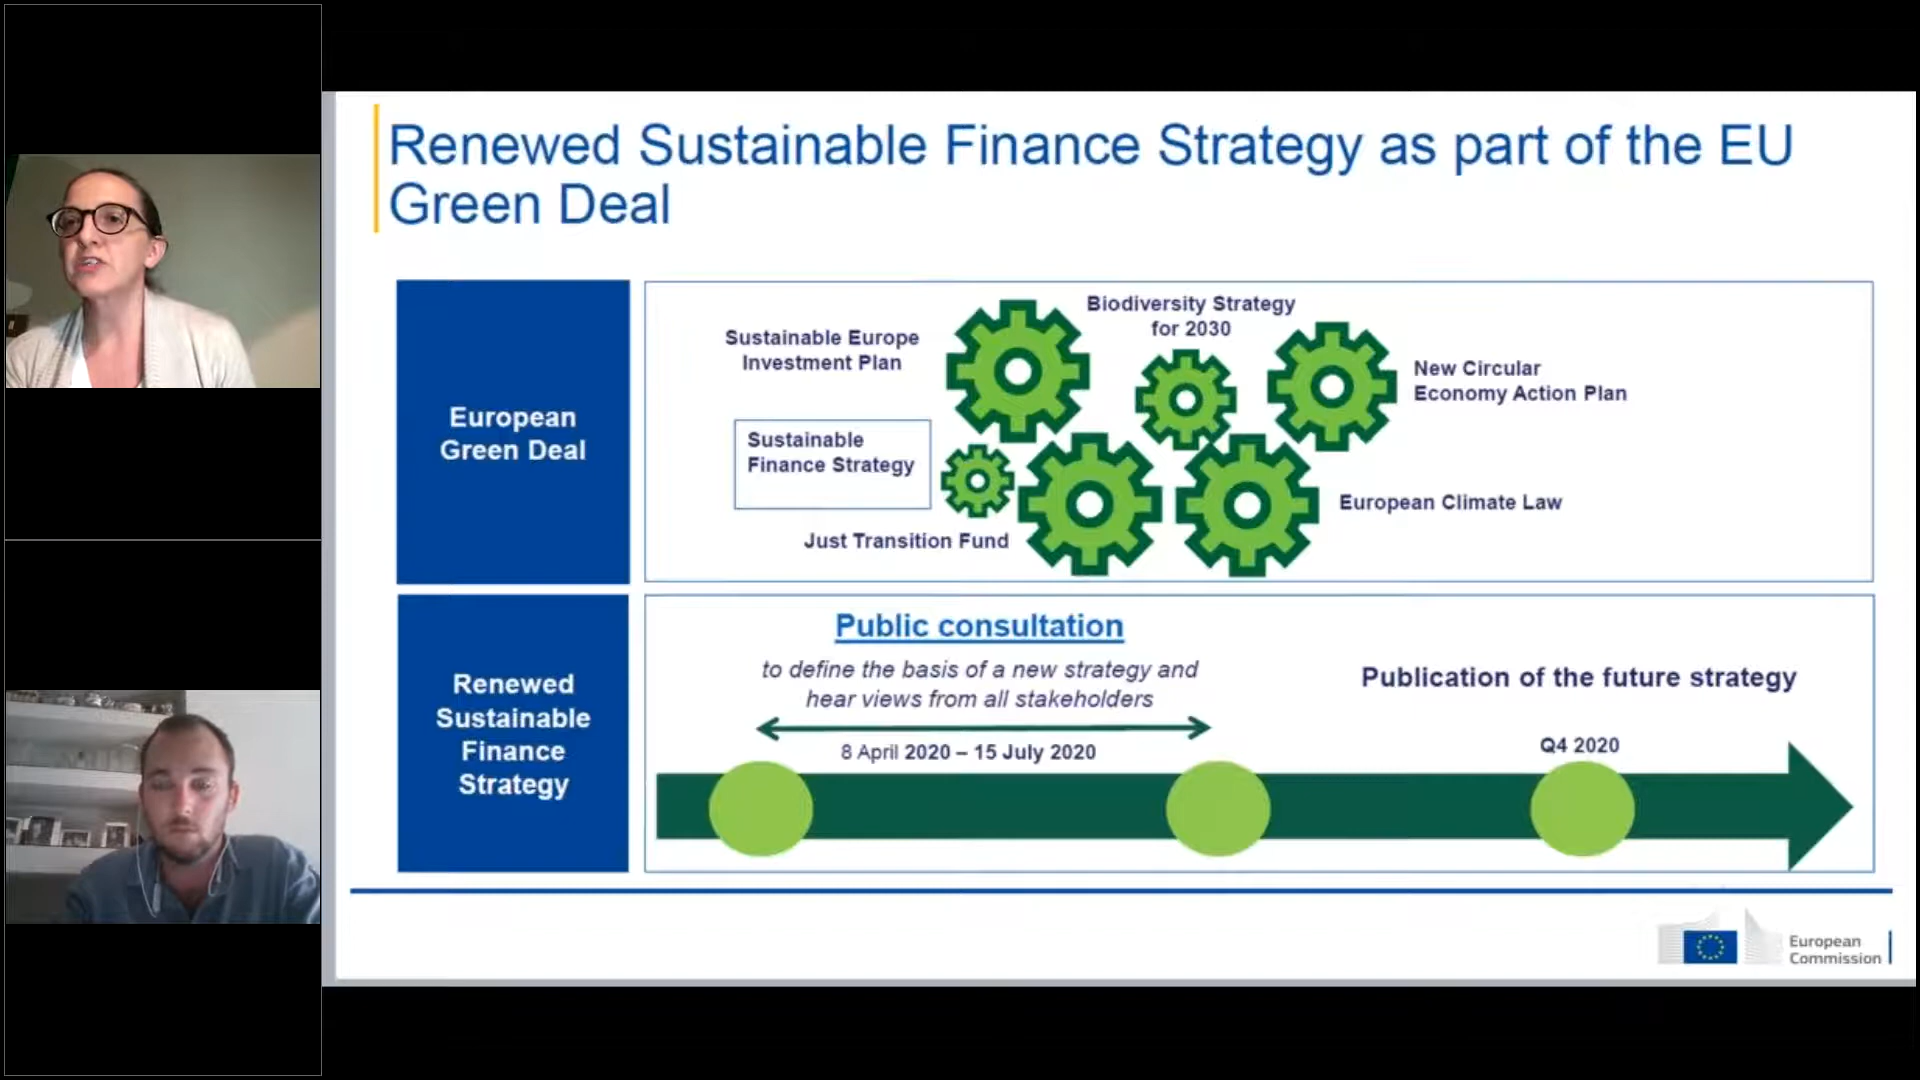 Renewed Sustainable Finance Strategy as part of the EU
Green Deal
European
Green Deal
Sustainable Europe
Investment Plan
Biodiversity Strategy
for 2030
New Circular
Economy Action Plan
Sustainable
Finance Strategy
European Climate Law
Just Transition Fund
Renewed
Sustainable
Finance
Strategy
Public consultation
to define the basis of a new strategy and
hear views from all stakeholders
8 April 2020 – 15 July 2020
Publication of the future strategy
Q4 2020
European
Commission